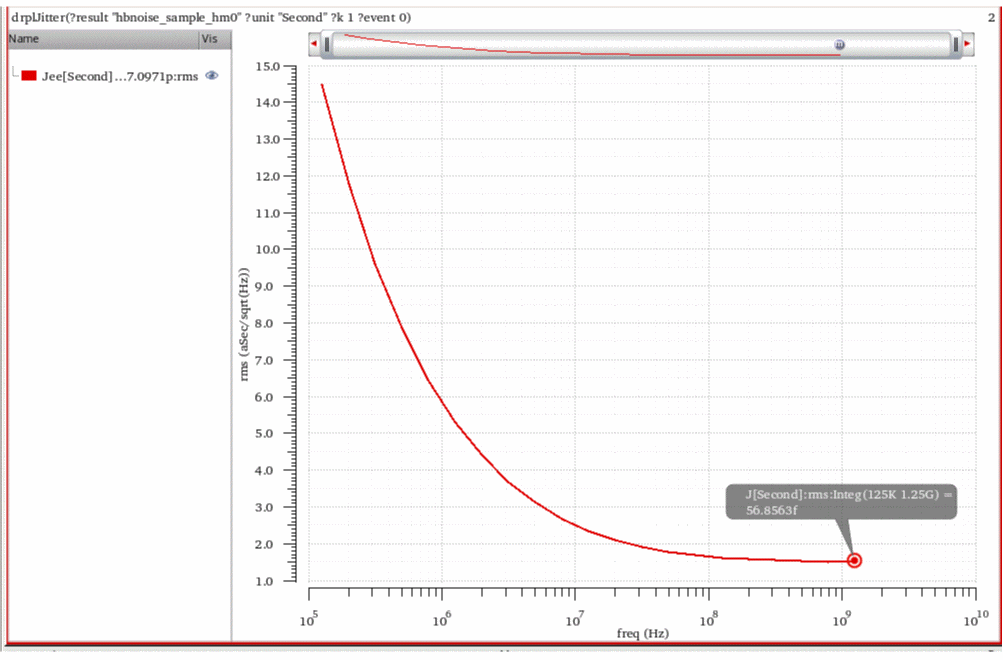 drplJitter(?result "hbnoise_sample_hm0" ?unit "Second" ?k 1 ?event 0)
2
Name Vis
Jee[Second]...7.0971p:rms
15.0
14.0
13.0
12.0
11.0
10.0
9.0
8.0
7.0
6.0
5.0
4.0
3.0
2.0
1.0
rms (aSec/sqrt(Hz))
J[Second]:rms:Integ(125K 1.25G) =
56.8563f
10^5 10^6 10^7 10^8 10^9 10^10
freq (Hz)